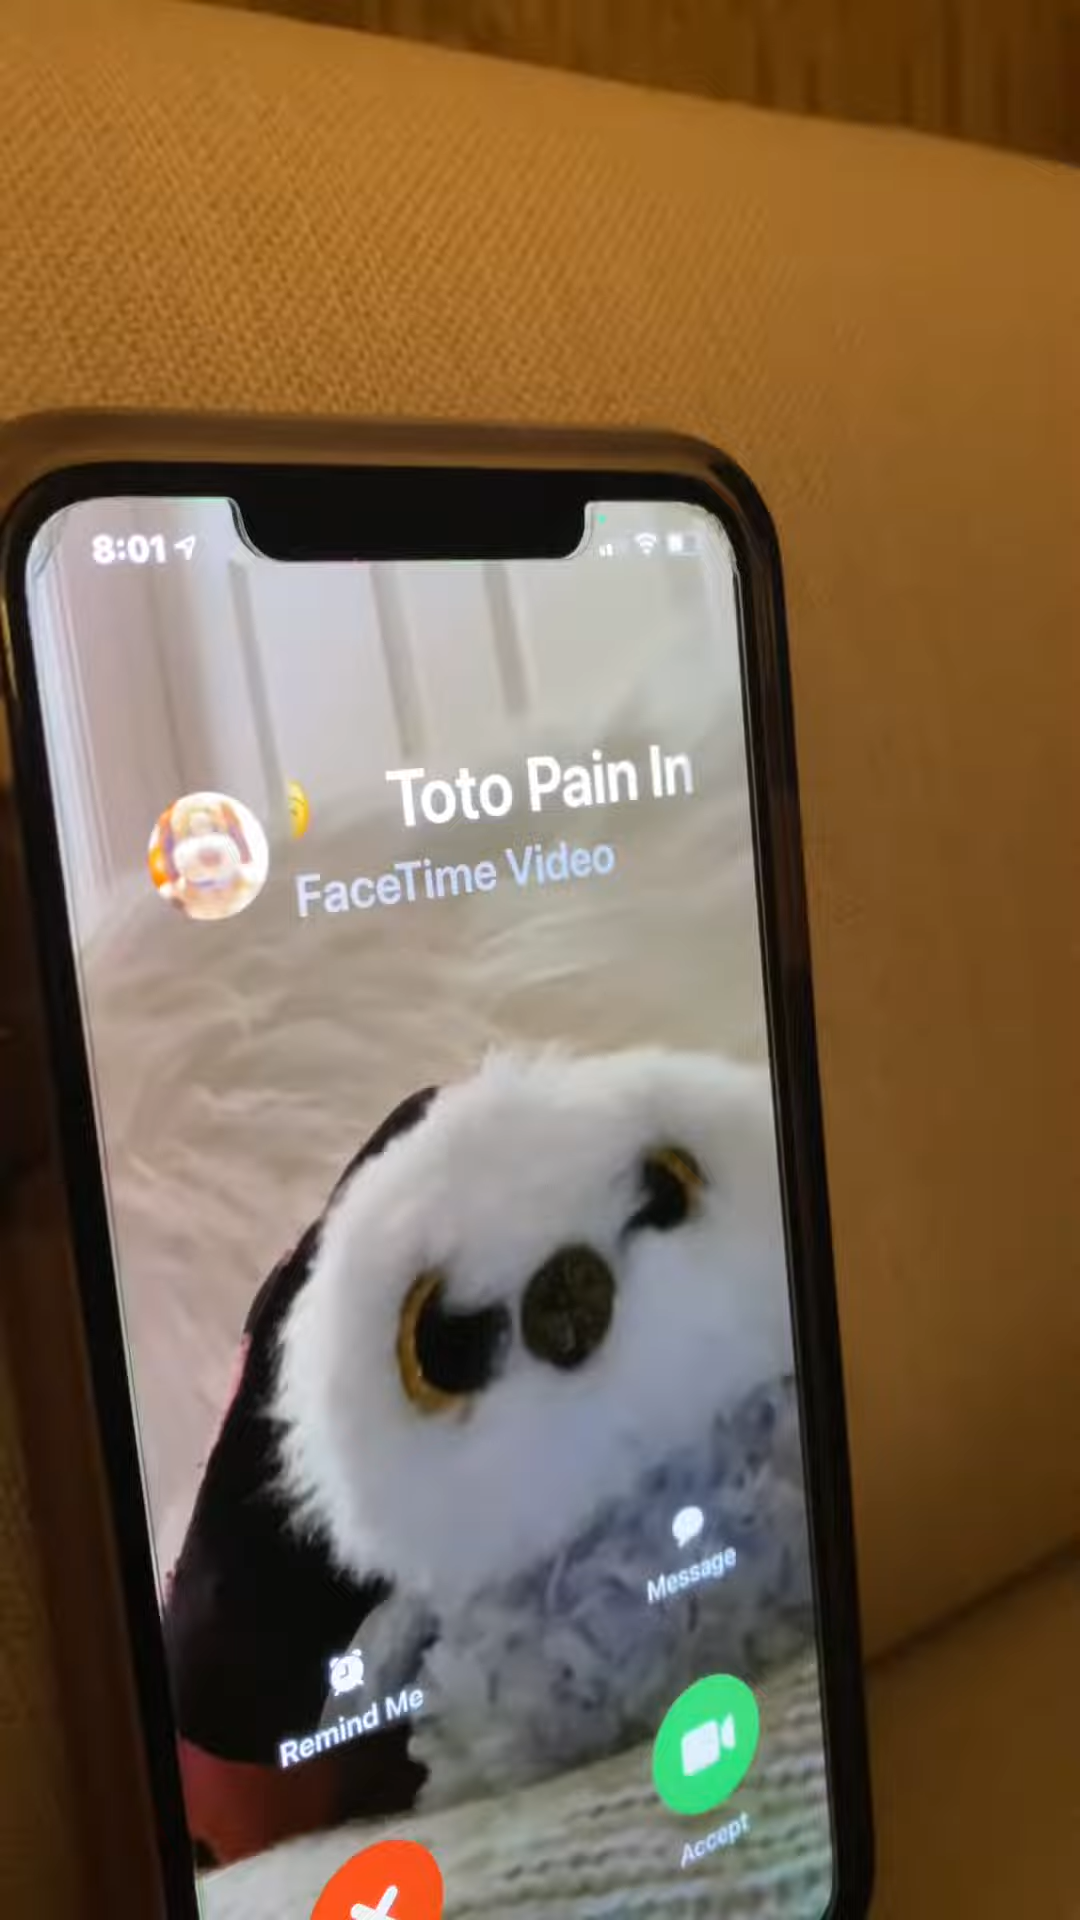 8:01
Toto Pain In
FaceTime Video
Message
Remind Me
Accept